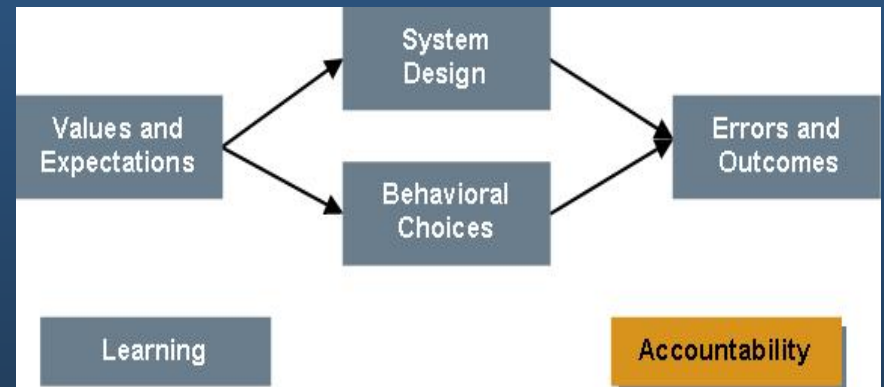 System
Design
Values and
Expectations
Errors and
Outcomes
Behavioral
Choices
Learning
Accountability